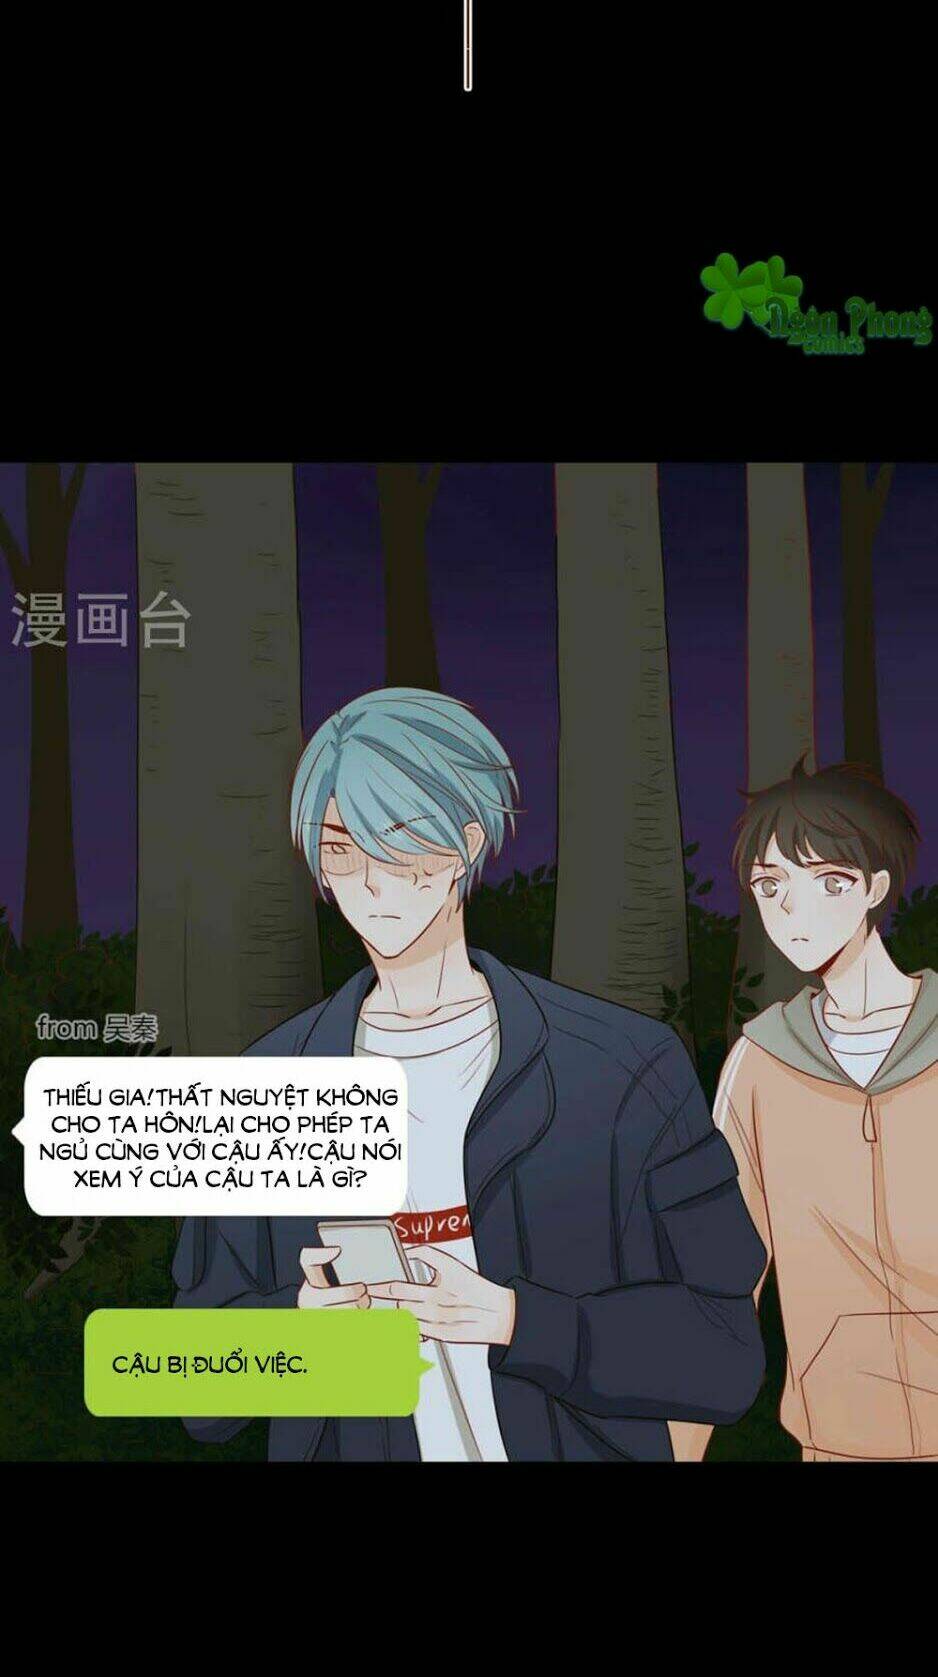 Ngôn Phong
comics
漫画台
from 吴秦
THIẾU GIA!THẤT NGUYỆT KHÔNG
CHO TA HÔN!LẠI CHO PHÉP TA
NGỦ CÙNG VỚI CẬU ẤY!CẬU NÓI
XEM Ý CỦA CẬU TA LÀ GÌ?
Suprem
CẬU BỊ ĐUỔI VIỆC.